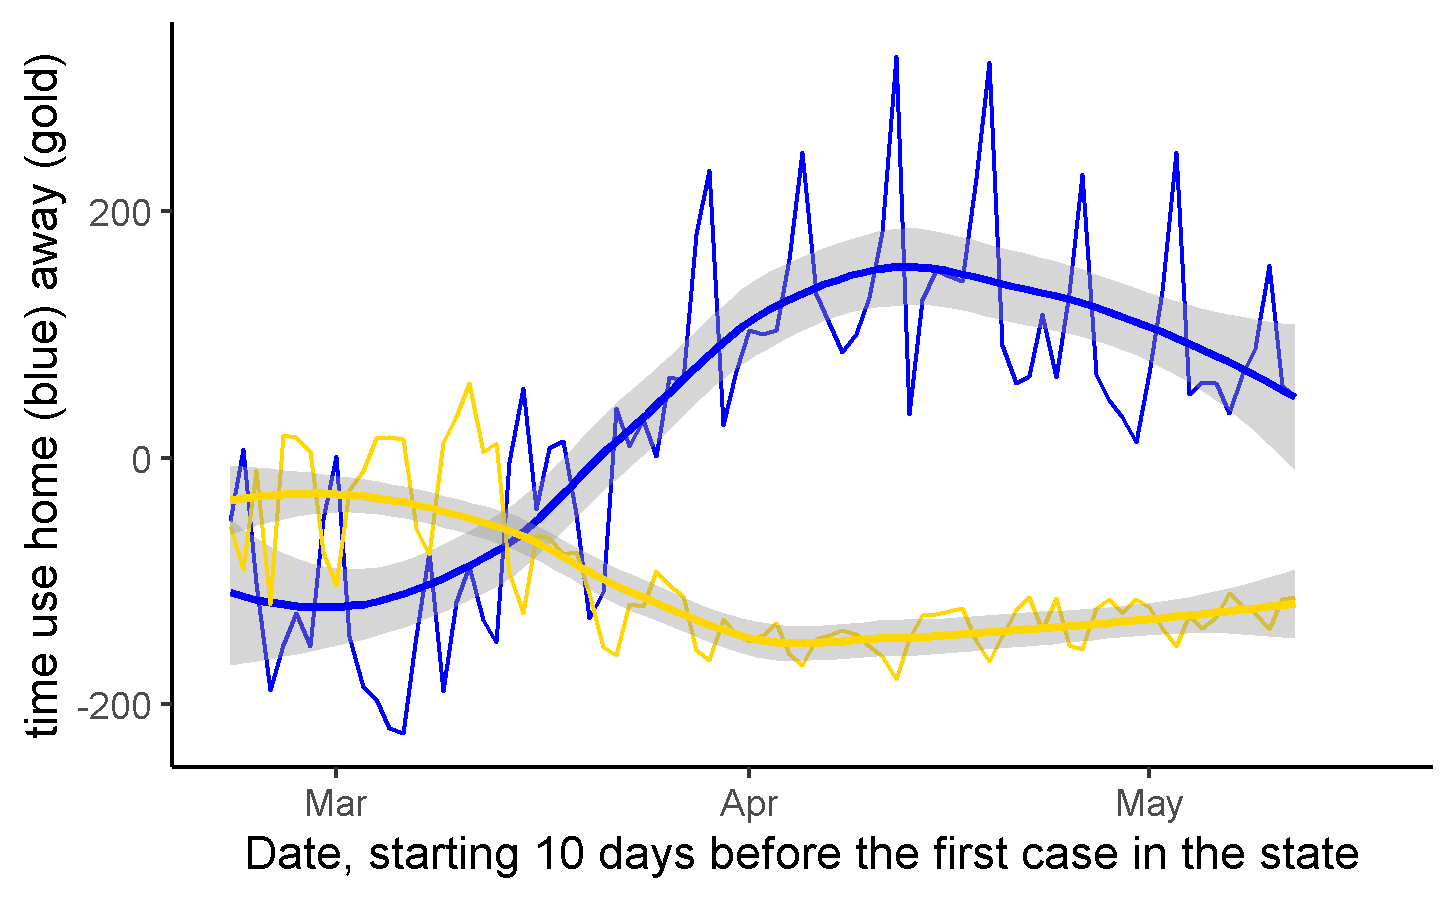 time use home (blue) away (gold)
200
0
-200
Mar
Apr
May
Date, starting 10 days before the first case in the state